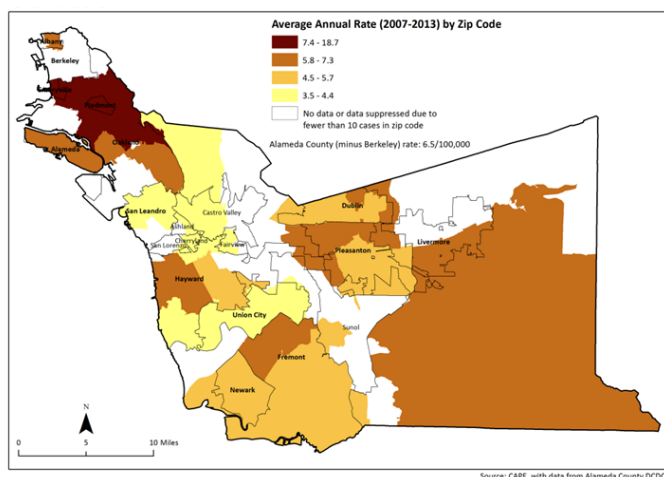 Average Annual Rate (2007-2013) by Zip Code
7.4 - 18.7
5.8 - 7.3
4.5 - 5.7
3.5 - 4.4
No data or data suppressed due to
fewer than 10 cases in zip code
Alameda County (minus Berkeley) rate: 6.5/100,000
Albany
Berkeley
Piedmont
Oakland
Alameda
San Leandro
Castro Valley
Ashland
San Lorenzo
Cherryland
Fairview
Dublin
Livermore
Pleasanton
Hayward
Union City
Sunol
Fremont
Newark
N
0 5 10 Miles
Source: CAPE, with data from Alameda County DCDC